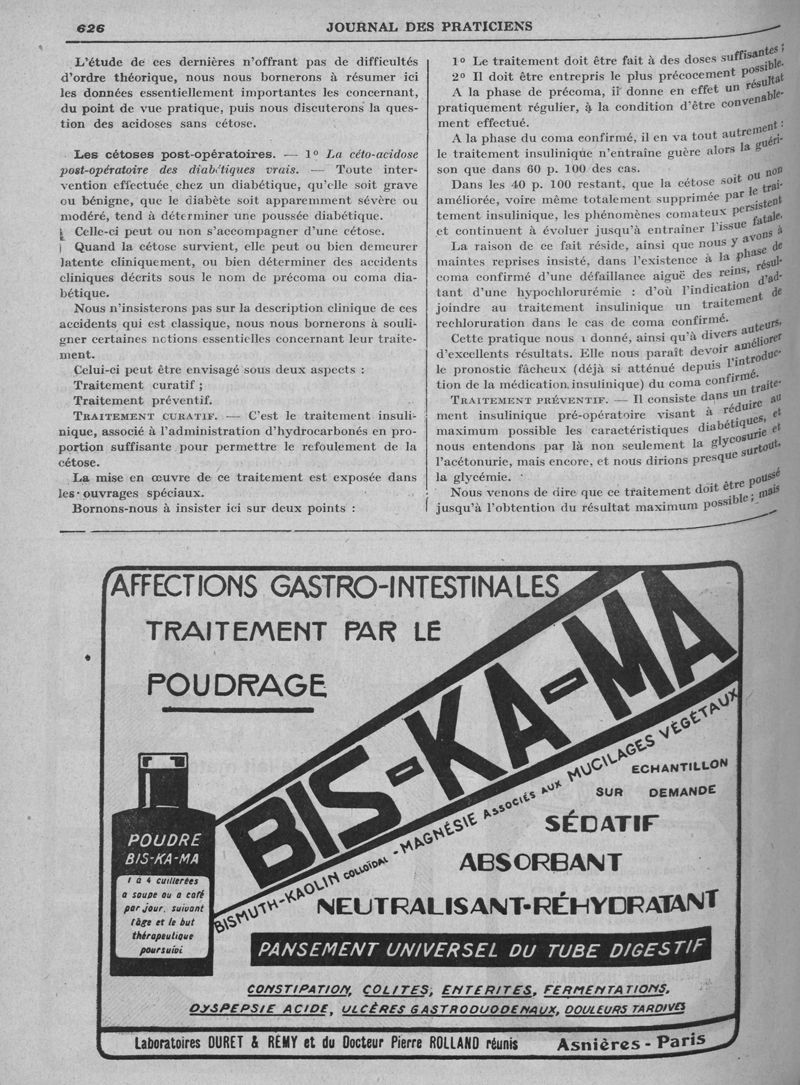 626
JOURNAL DES PRATICIENS
L'étude de ces dernières n'offrant pas de difficultés
d'ordre théorique, nous nous bornerons à résumer ici
les données essentiellement importantes les concernant,
du point de vue pratique, puis nous discuterons la ques-
tion des acidoses sans cétose.
Les cétoses post-opératoires. — 1° La céto-acidose
post-opératoire des diabétiques vrais. — Toute inter-
vention effectuée chez un diabétique, qu'elle soit grave
ou bénigne, que le diabète soit apparemment sévère ou
modéré, tend à déterminer une poussée diabétique.
Celle-ci peut ou non s'accompagner d'une cétose.
Quand la cétose survient, elle peut ou bien demeurer
latente cliniquement, ou bien déterminer des accidents
cliniques décrits sous le nom de précoma ou coma dia-
bétique.
Nous n'insisterons pas sur la description clinique de ces
accidents qui est classique, nous nous bornerons à souli-
gner certaines notions essentielles concernant leur traite-
ment.
Celui-ci peut être envisagé sous deux aspects :
Traitement curatif ;
Traitement préventif.
TRAITEMENT CURATIF. — C'est le traitement insuli-
nique, associé à l'administration d'hydrocarbonés en pro-
portion suffisante pour permettre le refoulement de la
cétose.
La mise en œuvre de ce traitement est exposée dans
les ouvrages spéciaux.
Bornons-nous à insister ici sur deux points :
1° Le traitement doit être fait à des doses suffisantes ;
2° Il doit être entrepris le plus précocement possible.
A la phase de précoma, il donne en effet un résultat
pratiquement régulier, à la condition d'être convenable-
ment effectué.
A la phase du coma confirmé, il en va tout autrement :
le traitement insulinique n'entraîne guère alors la guéri-
son que dans 60 p. 100 des cas.
Dans les 40 p. 100 restant, que la cétose soit ou non
améliorée, voire même totalement supprimée par le trai-
tement insulinique, les phénomènes comateux persistent
et continuent à évoluer jusqu'à entraîner l'issue fatale.
La raison de ce fait réside, ainsi que nous y avons à
maintes reprises insisté, dans l'existence à la phase de
coma confirmé d'une défaillance aiguë des reins, résul-
tant d'une hypochlorurémie : d'où l'indication d'ad-
joindre au traitement insulinique un traitement de
rechloruration dans le cas de coma confirmé.
Cette pratique nous a donné, ainsi qu'à divers auteurs,
d'excellents résultats. Elle nous paraît devoir améliorer
le pronostic fâcheux (déjà si atténué depuis l'introduc-
tion de la médication insulinique) du coma confirmé.
TRAITEMENT PRÉVENTIF. — Il consiste dans un traite-
ment insulinique pré-opératoire visant à réduire au
maximum possible les caractéristiques diabétiques, et
nous entendons par là non seulement la glycosurie et
l'acétonurie, mais encore, et nous dirions presque surtout,
la glycémie.
Nous venons de dire que ce traitement doit être poussé
jusqu'à l'obtention du résultat maximum possible ; mais
AFFECTIONS GASTRO-INTESTINALES
TRAITEMENT PAR LE
POUDRAGE
BIS-KA-MA
BISMUTH-KAOLIN COLLOÏDAL-MAGNÉSIE ASSOCIÉS AUX MUCILAGES VÉGÉTAUX
ECHANTILLON
SUR DEMANDE
SÉDATIF
ABSORBANT
NEUTRALISANT-RÉHYDRATANT
POUDRE
BIS-KA-MA
1 à 4 cuillerées
à soupe ou à café
par jour, suivant
l'âge et le but
thérapeutique
poursuivi
PANSEMENT UNIVERSEL DU TUBE DIGESTIF
CONSTIPATION, COLITES, ENTERITES, FERMENTATIONS,
DYSPEPSIE ACIDE, ULCÈRES GASTRODUODENAUX, DOULEURS TARDIVES
Laboratoires DURET & RÉMY et du Docteur Pierre ROLLAND réunis Asnières - Paris